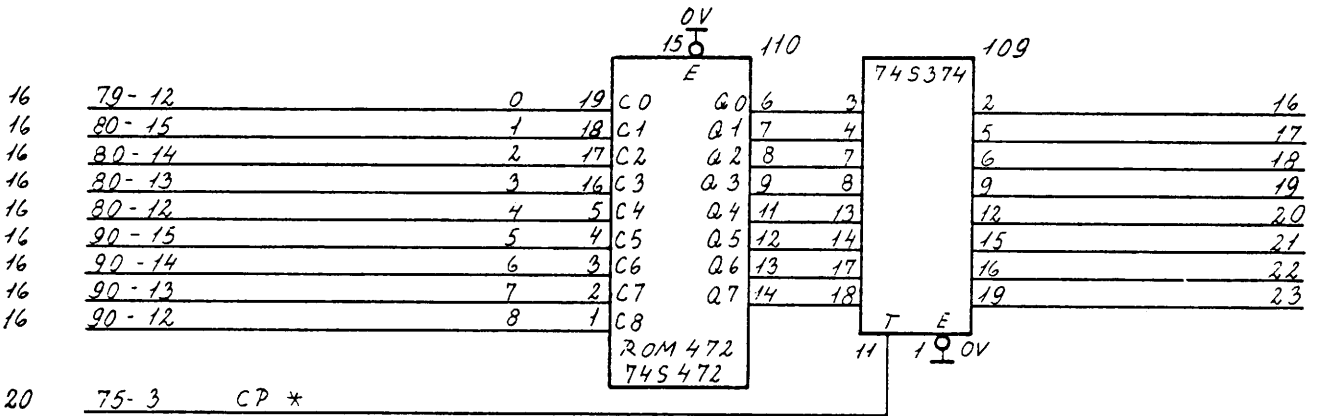 0V
15 110 109
E 74S374
16 79-12 0 19 C0 Q0 6 3 2 16
16 80-15 1 18 C1 Q1 7 4 5 17
16 80-14 2 17 C2 Q2 8 7 6 18
16 80-13 3 16 C3 Q3 9 8 9 19
16 80-12 4 5 C4 Q4 11 13 12 20
16 90-15 5 4 C5 Q5 12 14 15 21
16 90-14 6 3 C6 Q6 13 17 16 22
16 90-13 7 2 C7 Q7 14 18 19 23
16 90-12 8 1 C8 T E
ROM 472 11 1 0V
74S472
20 75-3 CP *